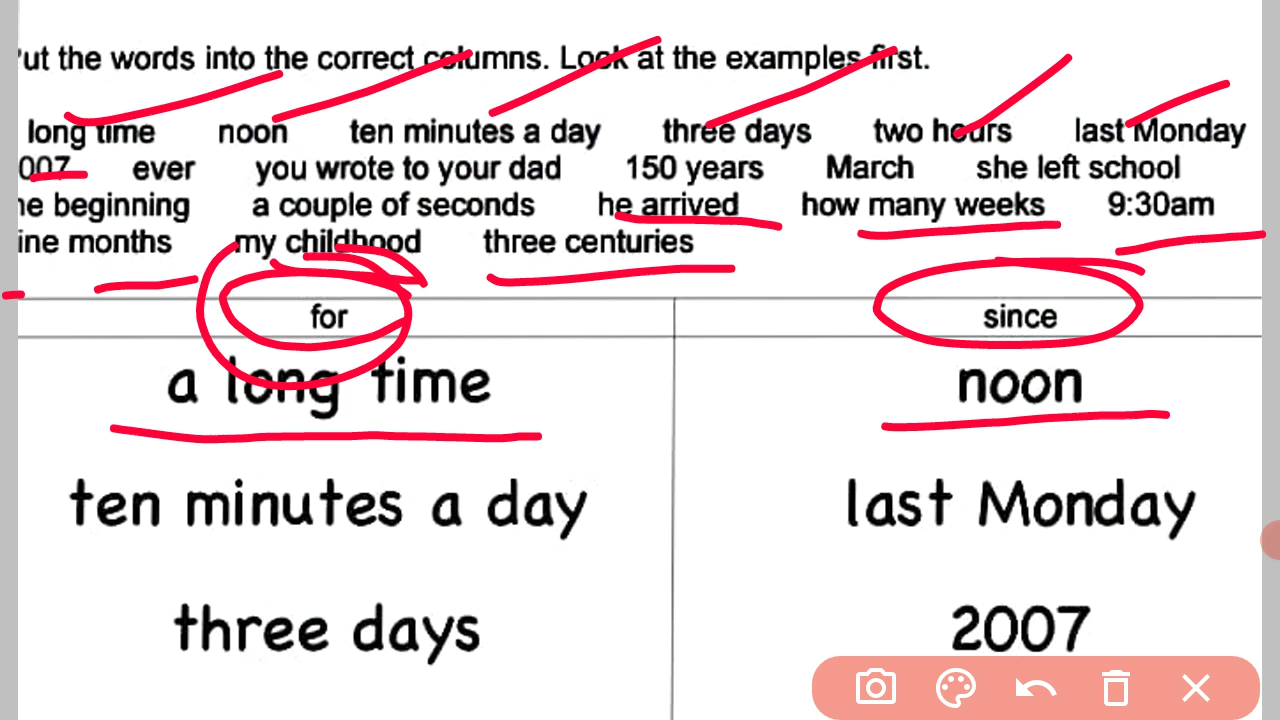 ut the words into the correct columns. Look at the examples first.
long time noon ten minutes a day three days two hours last Monday
007 ever you wrote to your dad 150 years March she left school
he beginning a couple of seconds he arrived how many weeks 9:30am
ine months my childhood three centuries
for since
a long time noon
ten minutes a day last Monday
three days 2007